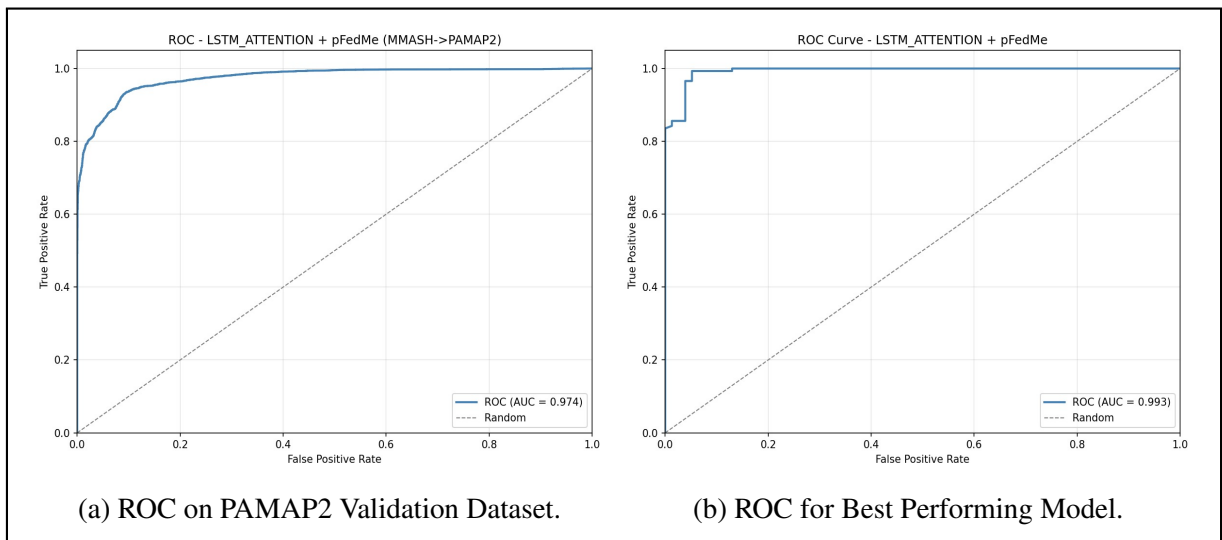 ROC - LSTM_ATTENTION + pFedMe (MMASH->PAMAP2)
True Positive Rate
1.0
0.8
0.6
0.4
0.2
0.0
0.0 0.2 0.4 0.6 0.8 1.0
False Positive Rate
ROC (AUC = 0.974)
Random
(a) ROC on PAMAP2 Validation Dataset.
ROC Curve - LSTM_ATTENTION + pFedMe
True Positive Rate
1.0
0.8
0.6
0.4
0.2
0.0
0.0 0.2 0.4 0.6 0.8 1.0
False Positive Rate
ROC (AUC = 0.993)
Random
(b) ROC for Best Performing Model.